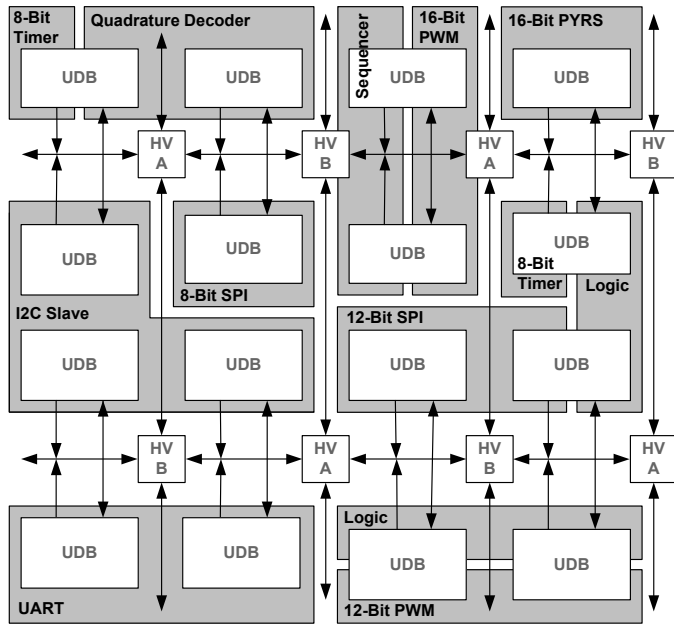 8-Bit
Timer
Quadrature Decoder
Sequencer
16-Bit
PWM
16-Bit PYRS
UDB
UDB
UDB
UDB
HV
A
HV
B
HV
A
HV
B
UDB
UDB
UDB
UDB
8-Bit SPI
8-Bit
Timer
Logic
I2C Slave
12-Bit SPI
UDB
UDB
UDB
UDB
HV
B
HV
A
HV
B
HV
A
Logic
UDB
UDB
UDB
UDB
UART
12-Bit PWM